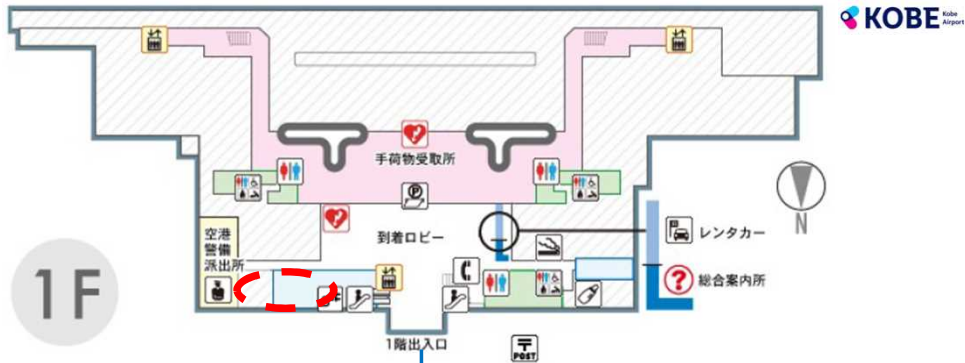 KOBE Kobe Airport
手荷物受取所
P
到着ロビー
空港
警備
派出所
レンタカー
総合案内所
N
1F
1階出入口
〒
POST